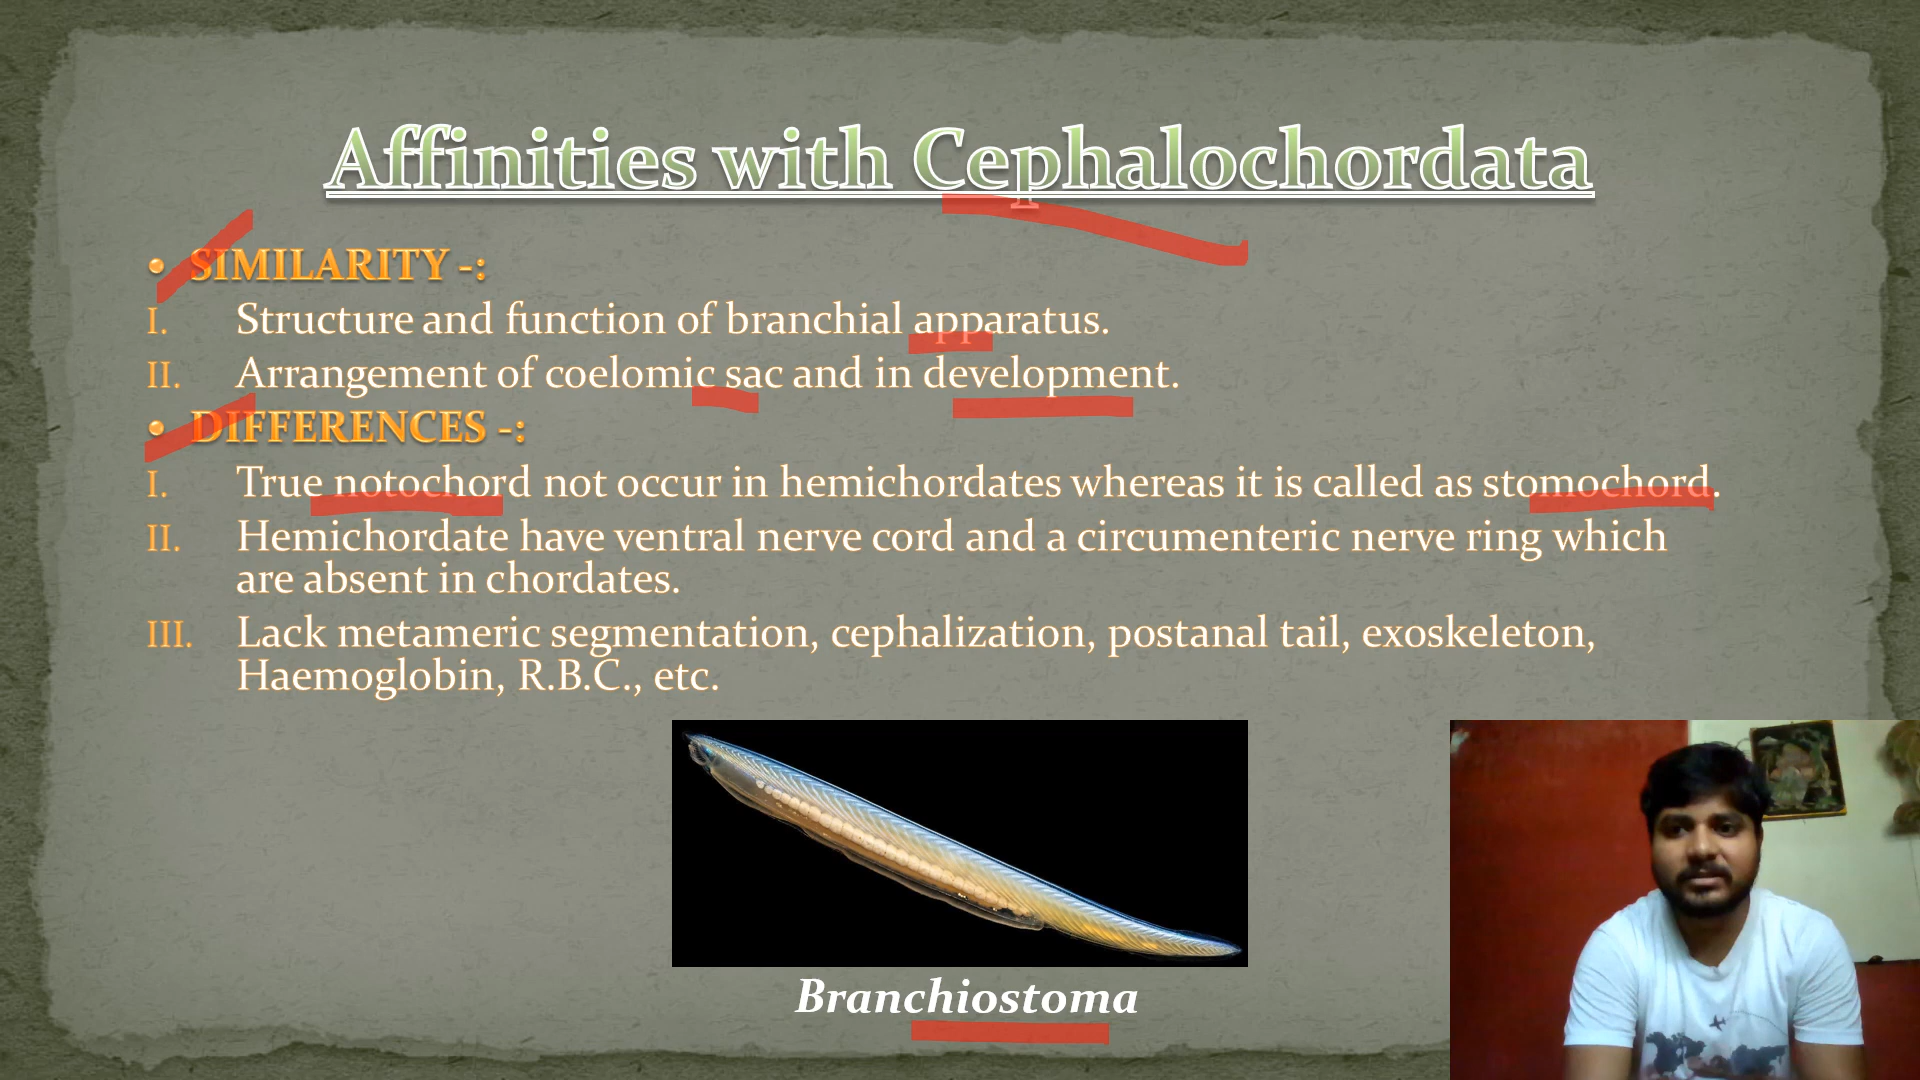 Affinities with Cephalochordata
• SIMILARITY -:
I. Structure and function of branchial apparatus.
II. Arrangement of coelomic sac and in development.
• DIFFERENCES -:
I. True notochord not occur in hemichordates whereas it is called as stomochord.
II. Hemichordate have ventral nerve cord and a circumenteric nerve ring which
are absent in chordates.
III. Lack metameric segmentation, cephalization, postanal tail, exoskeleton,
Haemoglobin, R.B.C., etc.
Branchiostoma